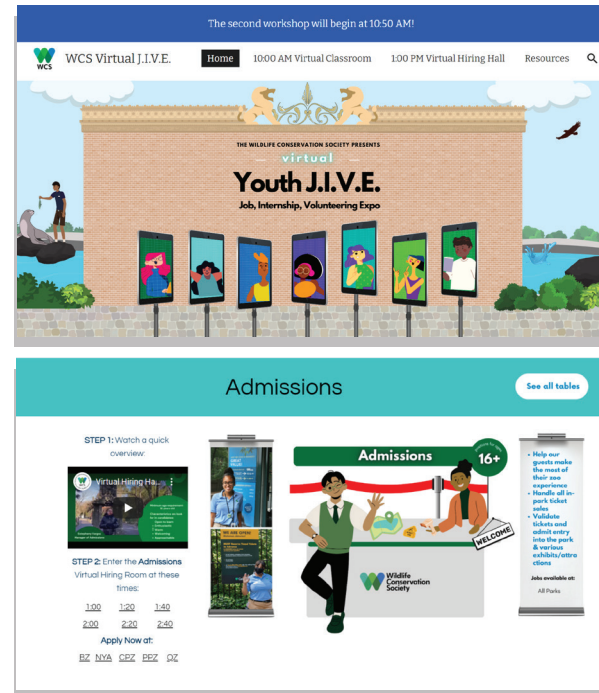 The second workshop will begin at 10:50 AM!
WCS
WCS Virtual J.I.V.E.
Home
10:00 AM Virtual Classroom
1:00 PM Virtual Hiring Hall
Resources
THE WILDLIFE CONSERVATION SOCIETY PRESENTS
virtual
Youth J.I.V.E.
Job, Internship, Volunteering Expo
Admissions
See all tables
STEP 1: Watch a quick
overview:
Virtual Hiring Ha...
STEP 2: Enter the Admissions
Virtual Hiring Room at these
times:
1:00 1:20 1:40
2:00 2:20 2:40
Apply Now at:
BZ NYA CPZ PPZ QZ
WE ARE OPEN!
Admissions
16+
WELCOME
Wildlife
Conservation
Society
• Help our
guests make
the most of
their zoo
experience
• Handle all in-
park ticket
sales
• Validate
tickets and
admit entry
into the park
& various
exhibits/attra
ctions
Jobs available at:
All Parks